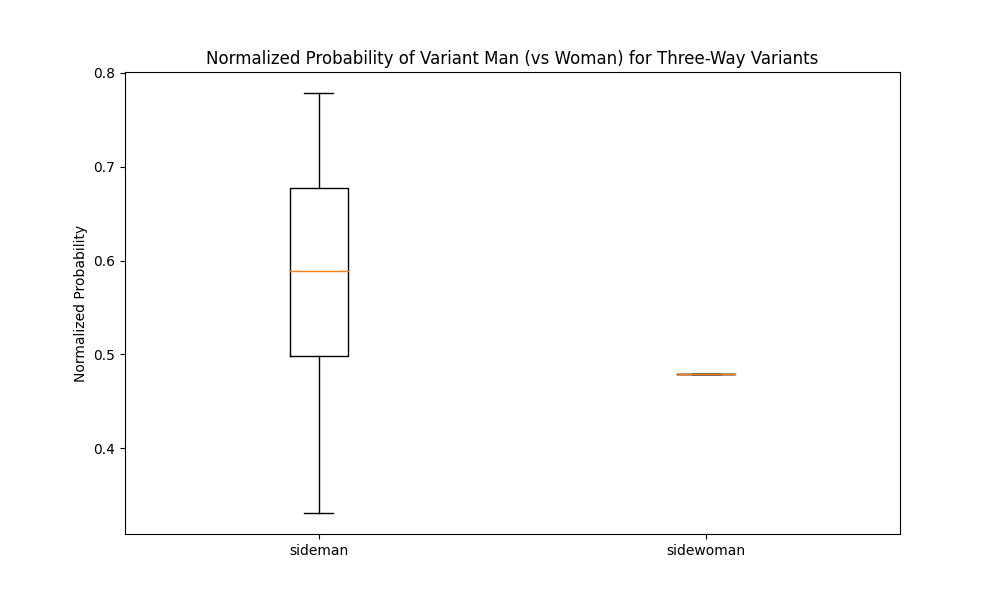 Normalized Probability of Variant Man (vs Woman) for Three-Way Variants
Normalized Probability
0.8
0.7
0.6
0.5
0.4
sideman
sidewoman